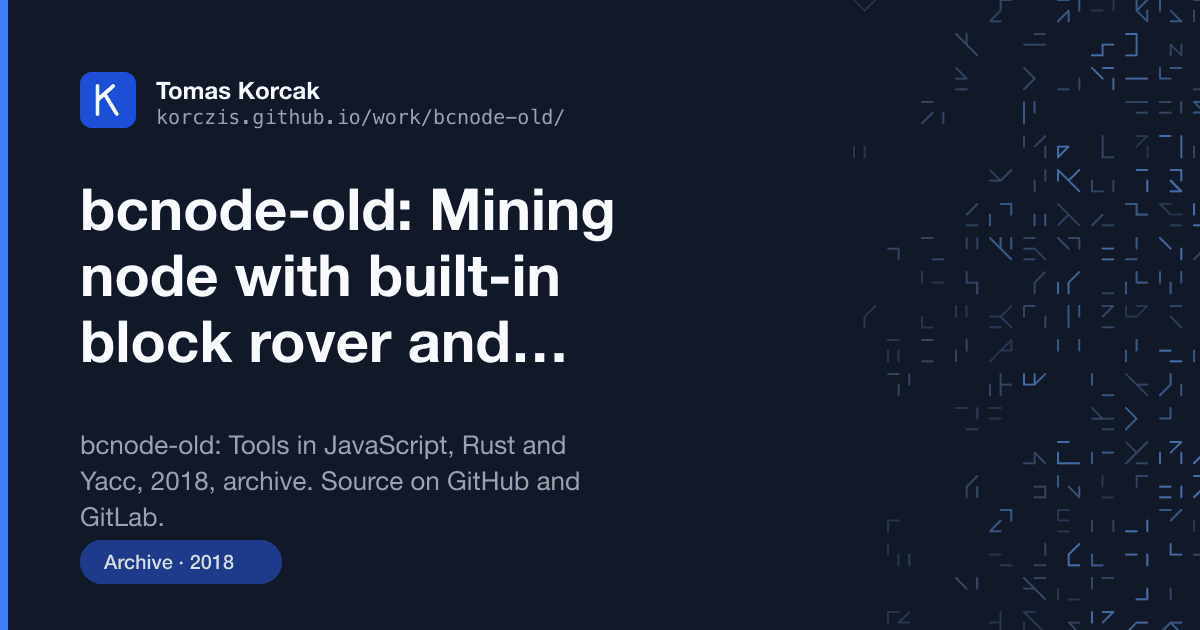 K
Tomas Korcak
korczis.github.io/work/bcnode-old/
bcnode-old: Mining
node with built-in
block rover and...
bcnode-old: Tools in JavaScript, Rust and
Yacc, 2018, archive. Source on GitHub and
GitLab.
Archive · 2018